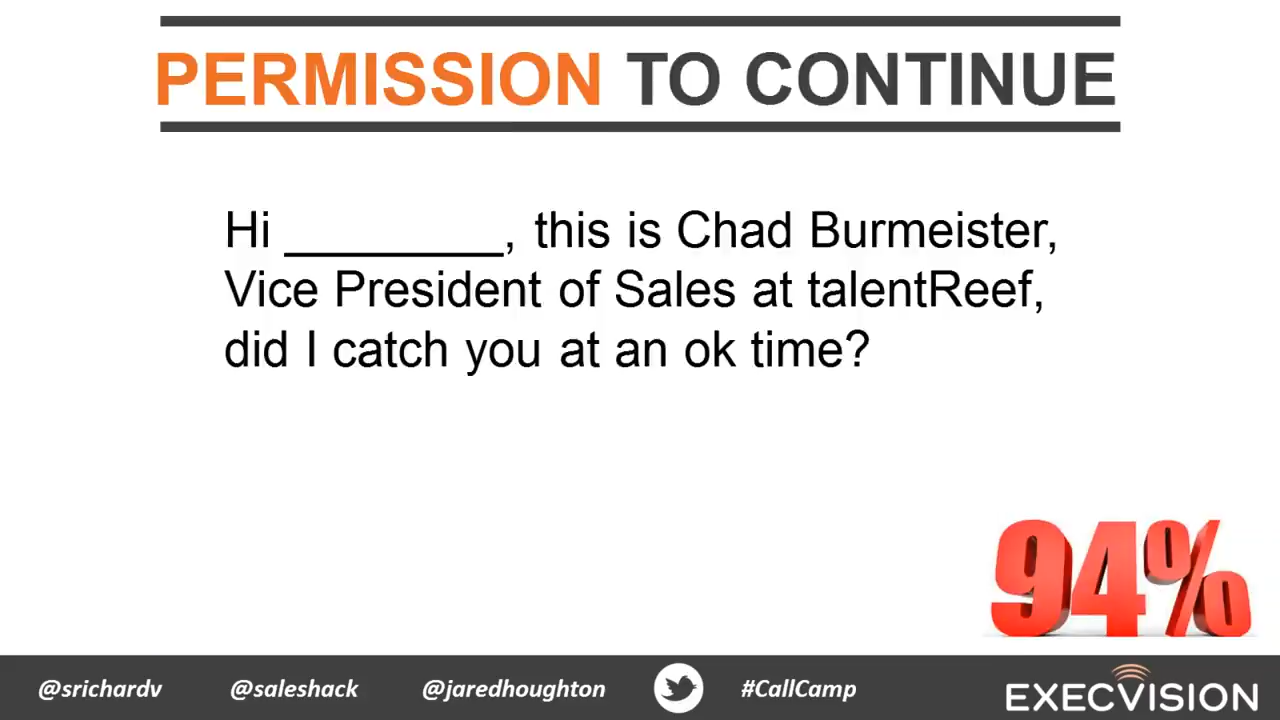 PERMISSION TO CONTINUE
Hi ________, this is Chad Burmeister,
Vice President of Sales at talentReef,
did I catch you at an ok time?
94%
@srichardv @saleshack @jaredhoughton #CallCamp EXECVISION